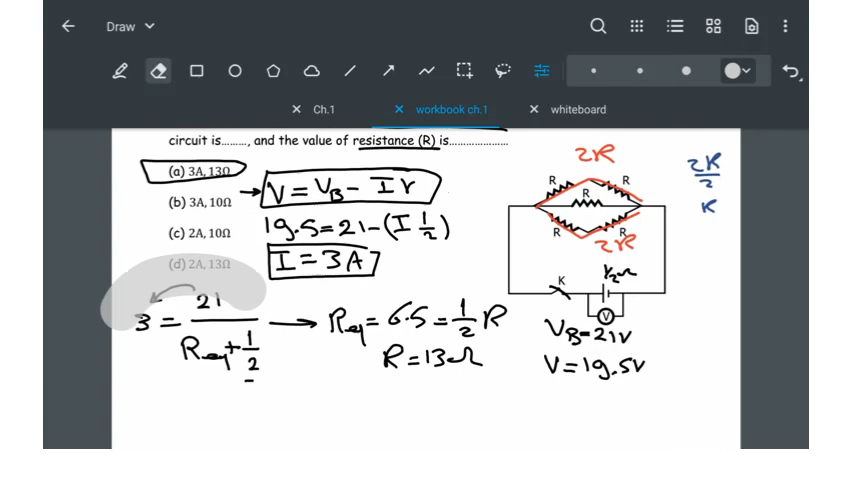 Draw
Ch.1
workbook ch.1
whiteboard
circuit is........., and the value of resistance (R) is.....................
(a) 3A, 13Ω
(b) 3A, 10Ω
(c) 2A, 10Ω
(d) 2A, 13Ω
V = VB - Ir
19.5 = 21 - (I 1/2)
I = 3A
3 = 21 / (Req + 1/2)
Req = 6.5 = 1/2 R
R = 13Ω
2R
R
R
R
R
R
2R
K
1/2Ω
V
VB = 21V
V = 19.5V
2R/2
R